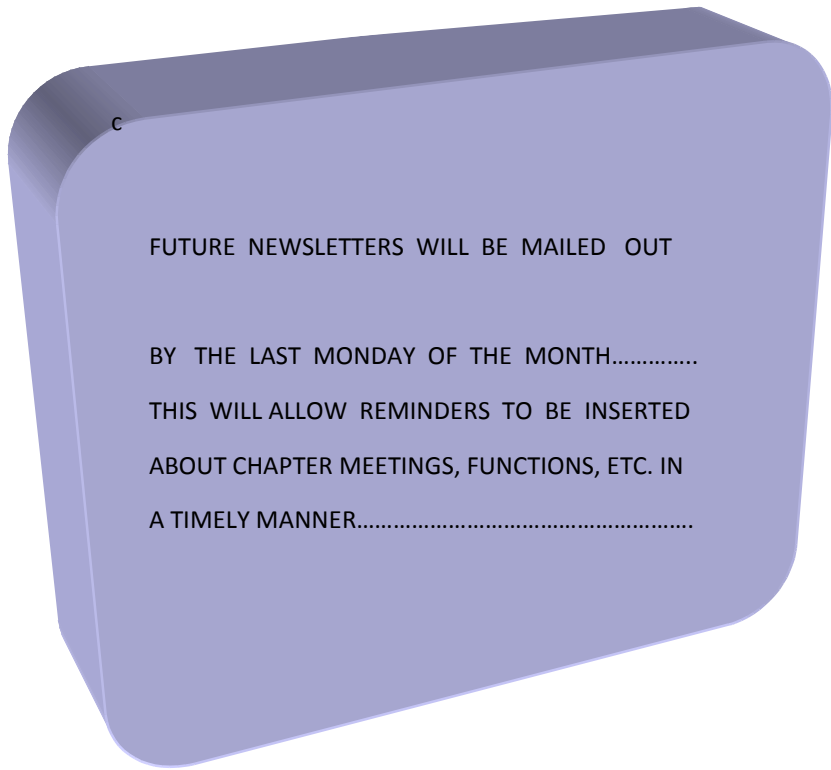 c
FUTURE NEWSLETTERS WILL BE MAILED OUT
BY THE LAST MONDAY OF THE MONTH…………..
THIS WILL ALLOW REMINDERS TO BE INSERTED
ABOUT CHAPTER MEETINGS, FUNCTIONS, ETC. IN
A TIMELY MANNER…………………………………………….